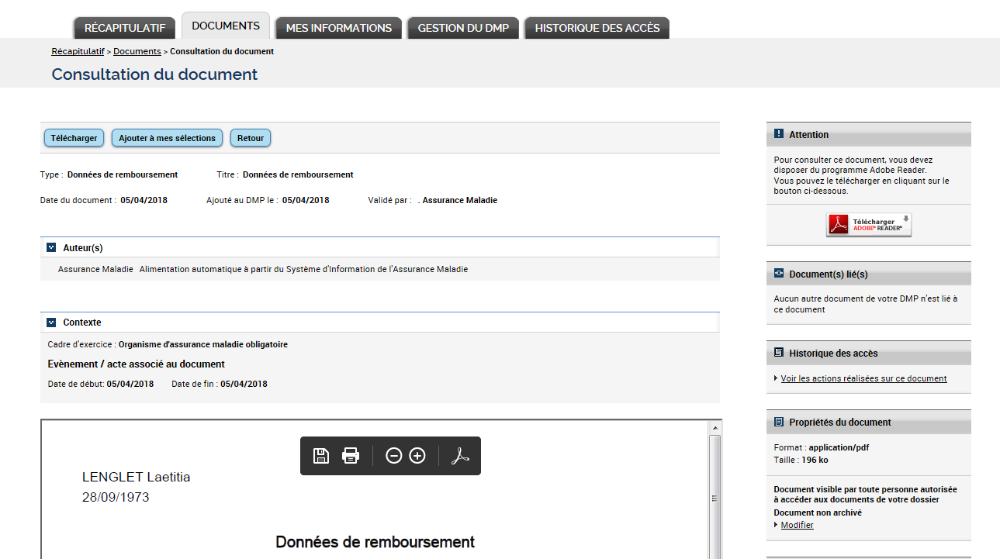 RÉCAPITULATIF DOCUMENTS MES INFORMATIONS GESTION DU DMP HISTORIQUE DES ACCÈS
Récapitulatif > Documents > Consultation du document
Consultation du document
Télécharger Ajouter à mes sélections Retour
Type : Données de remboursement Titre : Données de remboursement
Date du document : 05/04/2018 Ajouté au DMP le : 05/04/2018 Validé par : . Assurance Maladie
Auteur(s)
Assurance Maladie Alimentation automatique à partir du Système d'Information de l'Assurance Maladie
Contexte
Cadre d'exercice : Organisme d'assurance maladie obligatoire
Evènement / acte associé au document
Date de début: 05/04/2018 Date de fin : 05/04/2018
LENGLET Laetitia
28/09/1973
Données de remboursement
Attention
Pour consulter ce document, vous devez
disposer du programme Adobe Reader.
Vous pouvez le télécharger en cliquant sur le
bouton ci-dessous.
Télécharger
ADOBE® READER®
Document(s) lié(s)
Aucun autre document de votre DMP n'est lié à
ce document
Historique des accès
Voir les actions réalisées sur ce document
Propriétés du document
Format : application/pdf
Taille : 196 ko
Document visible par toute personne autorisée
à accéder aux documents de votre dossier
Document non archivé
Modifier